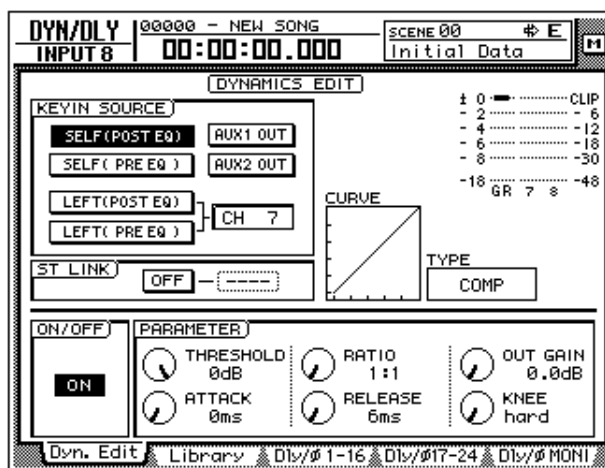 DYN/DLY 00000 - NEW SONG SCENE 00 E
INPUT 8 00:00:00.000 Initial Data M
DYNAMICS EDIT
KEYIN SOURCE
SELF(POST EQ) AUX1 OUT
SELF( PRE EQ ) AUX2 OUT
LEFT(POST EQ)
CH 7
LEFT( PRE EQ )
± 0 CLIP
- 2 - 6
- 4 -12
- 6 -18
- 8 -30
-18 -48
GR 7 8
ST LINK
OFF ----
CURVE
TYPE
COMP
ON/OFF
ON
PARAMETER
THRESHOLD RATIO OUT GAIN
0dB 1:1 0.0dB
ATTACK RELEASE KNEE
0ms 6ms hard
Dyn. Edit Library Dly/Ø 1-16 Dly/Ø17-24 Dly/Ø MONI